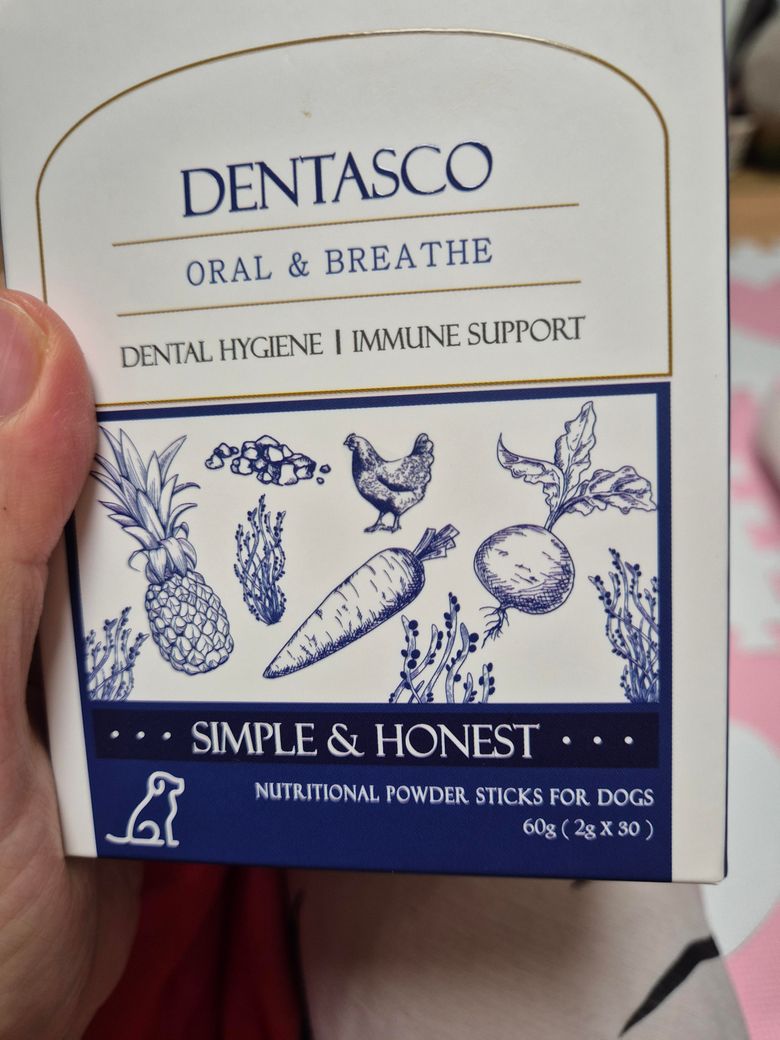 DENTASCO
ORAL & BREATHE
DENTAL HYGIENE | IMMUNE SUPPORT
• • • SIMPLE & HONEST • • •
NUTRITIONAL POWDER STICKS FOR DOGS
60g ( 2g X 30 )